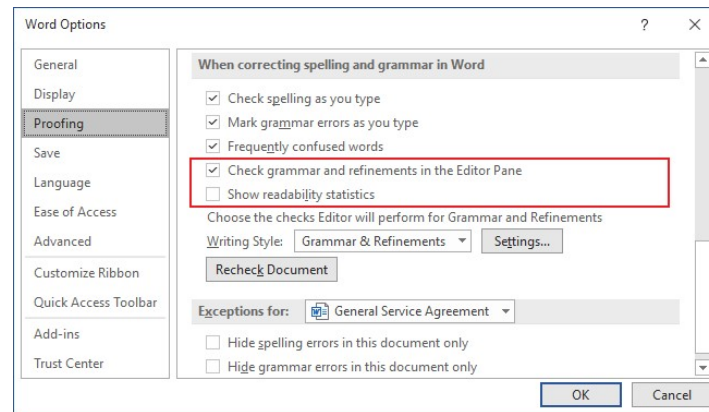 Word Options
?
General
Display
Proofing
Save
Language
Ease of Access
Advanced
Customize Ribbon
Quick Access Toolbar
Add-ins
Trust Center
When correcting spelling and grammar in Word
Check spelling as you type
Mark grammar errors as you type
Frequently confused words
Check grammar and refinements in the Editor Pane
Show readability statistics
Choose the checks Editor will perform for Grammar and Refinements
Writing Style: Grammar & Refinements Settings...
Recheck Document
Exceptions for: General Service Agreement
Hide spelling errors in this document only
Hide grammar errors in this document only
OK Cancel